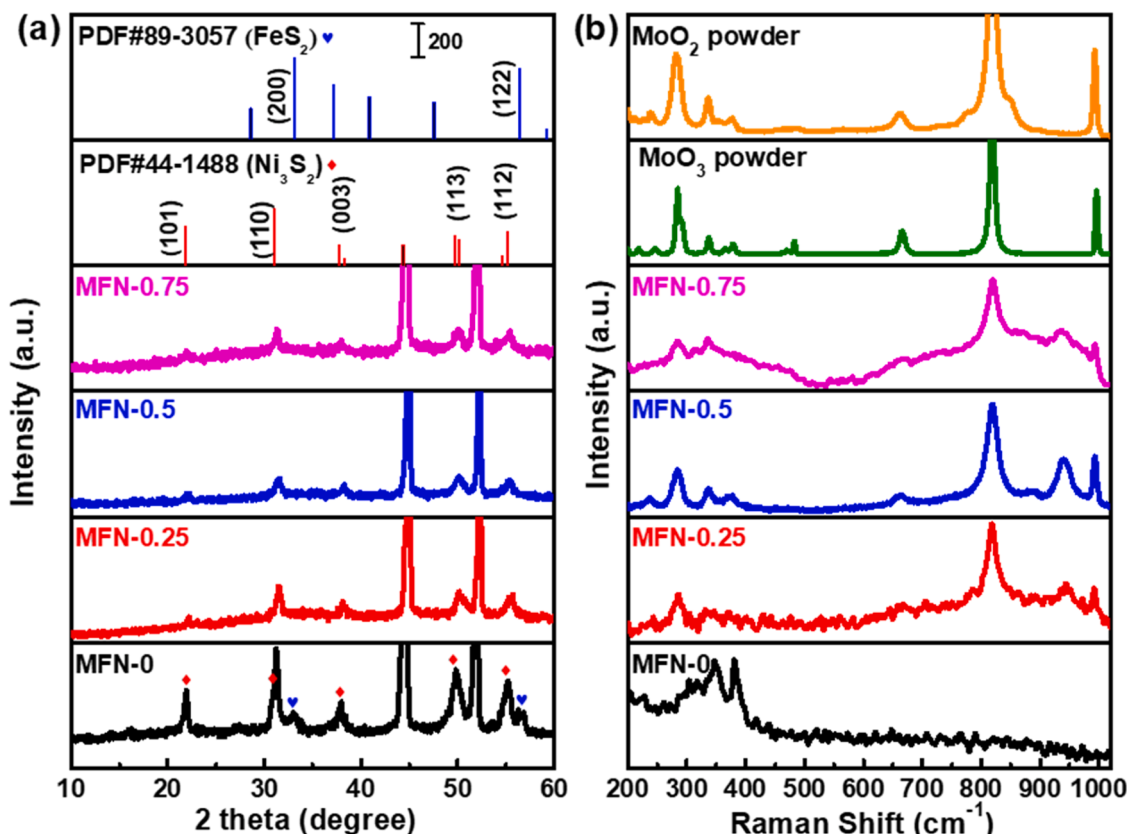 (a)
PDF#89-3057 (FeS₂)♥
200
(200)
(122)
PDF#44-1488 (Ni₃S₂)♦
(101)
(110)
(003)
(113)
(112)
MFN-0.75
MFN-0.5
MFN-0.25
MFN-0
10 20 30 40 50 60
2 theta (degree)
Intensity (a.u.)
(b)
MoO₂ powder
MoO₃ powder
MFN-0.75
MFN-0.5
MFN-0.25
MFN-0
200 300 400 500 600 700 800 900 1000
Raman Shift (cm⁻¹)
Intensity (a.u.)